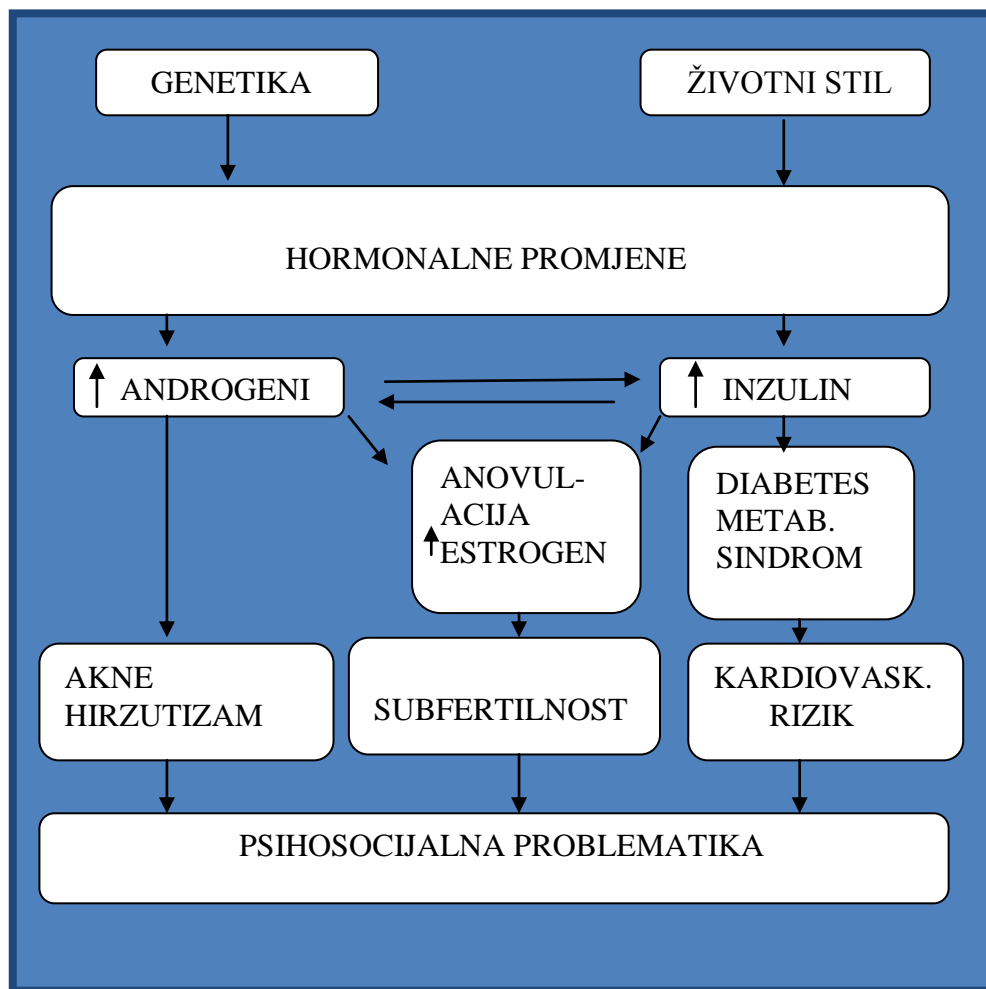 GENETIKA
ŽIVOTNI STIL
HORMONALNE PROMJENE
ANDROGENI
INZULIN
ANOVUL-
ACIJA
ESTROGEN
DIABETES
METAB.
SINDROM
AKNE
HIRZUTIZAM
SUBFERTILNOST
KARDIOVASK.
RIZIK
PSIHOSOCIJALNA PROBLEMATIKA